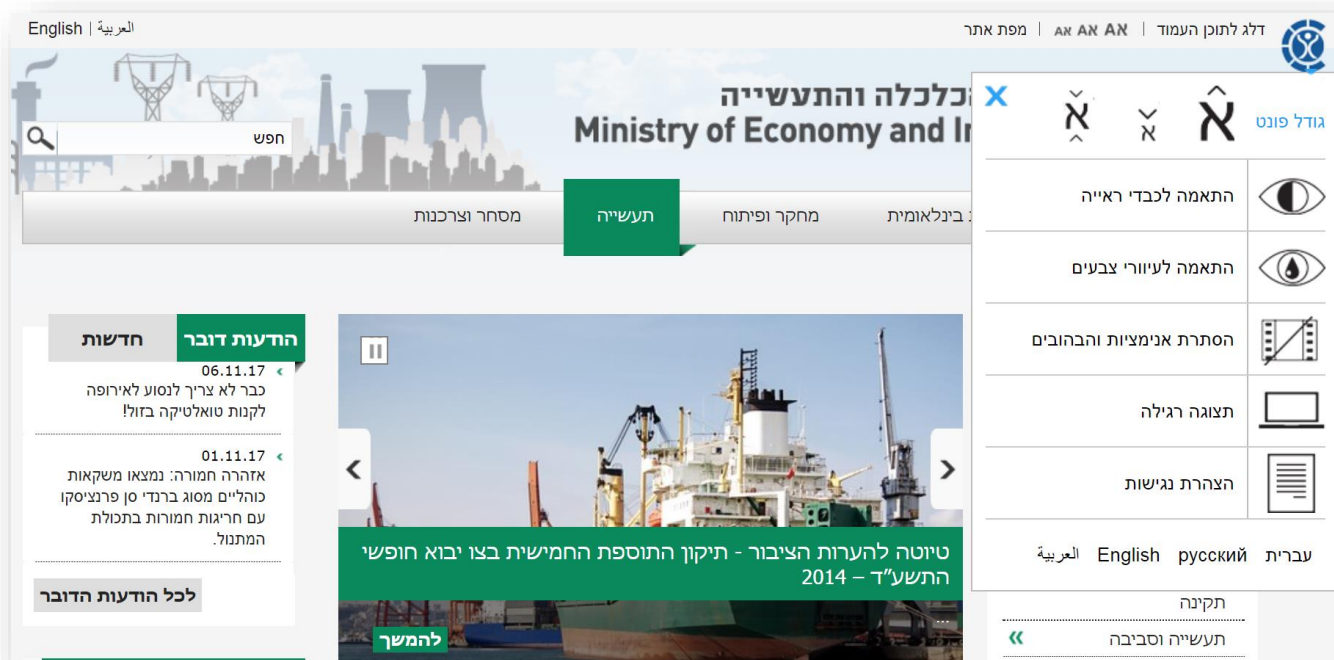 דלג לתוכן העמוד | אא אא אא | מפת אתר
العربية | English
הכלכלה והתעשייה
Ministry of Economy and
חפש
בינלאומית
מחקר ופיתוח
תעשייה
מסחר וצרכנות
גודל פונט א א א X
התאמה לכבדי ראייה
התאמה לעיוורי צבעים
הסתרת אנימציות והבהובים
תצוגה רגילה
הצהרת נגישות
עברית русский English العربية
תקינה
תעשייה וסביבה
טיוטה להערות הציבור - תיקון התוספת החמישית בצו יבוא חופשי
התשע"ד – 2014
...
להמשך
הודעות דובר
חדשות
06.11.17
כבר לא צריך לנסוע לאירופה
לקנות טואלטיקה בזול!
01.11.17
אזהרה חמורה: נמצאו משקאות
כוהליים מסוג ברנדי סן פרנציסקו
עם חריגות חמורות בתכולת
המתנול.
לכל הודעות הדובר